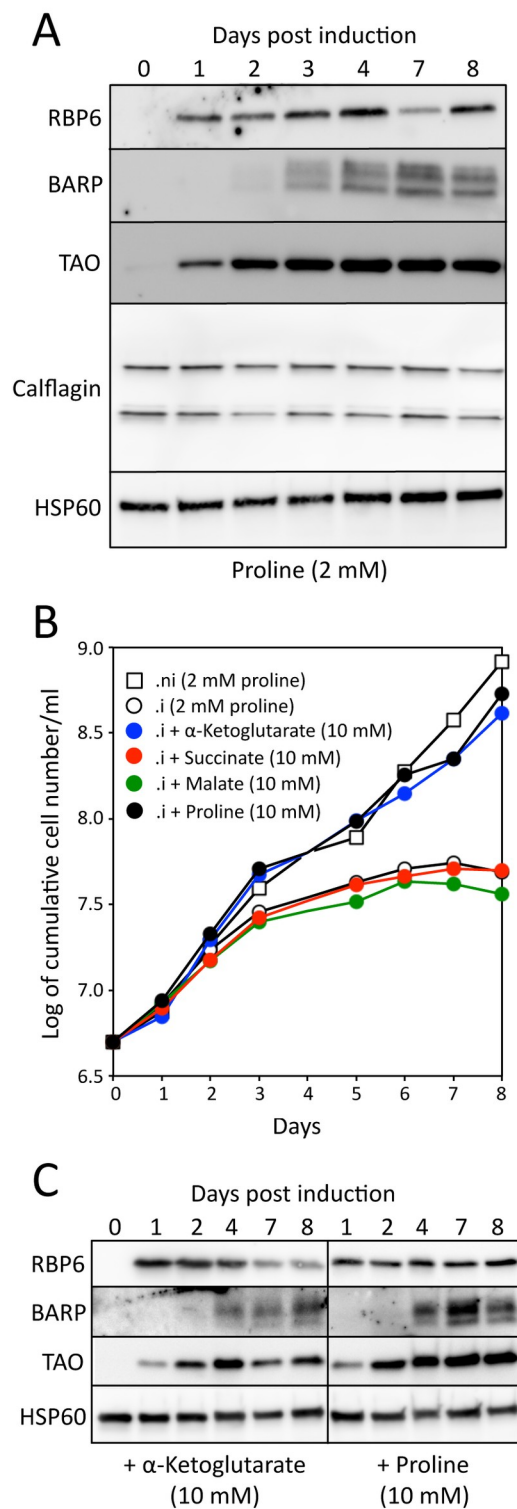 A
Days post induction
0 1 2 3 4 7 8
RBP6
BARP
TAO
Calflagin
HSP60
Proline (2 mM)
B
Log of cumulative cell number/ml
9.0
8.5
8.0
7.5
7.0
6.5
.ni (2 mM proline)
.i (2 mM proline)
.i + α-Ketoglutarate (10 mM)
.i + Succinate (10 mM)
.i + Malate (10 mM)
.i + Proline (10 mM)
0 1 2 3 4 5 6 7 8
Days
C
Days post induction
0 1 2 4 7 8 1 2 4 7 8
RBP6
BARP
TAO
HSP60
+ α-Ketoglutarate + Proline
(10 mM) (10 mM)